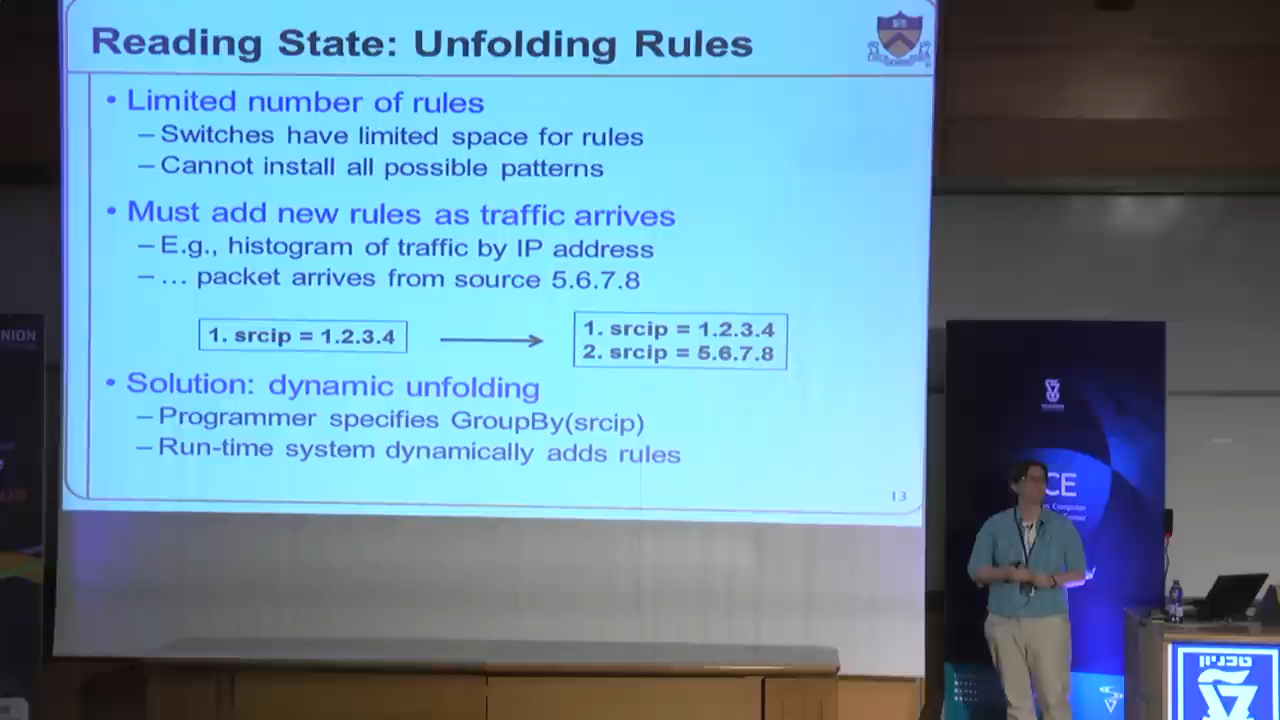 Reading State: Unfolding Rules
• Limited number of rules
– Switches have limited space for rules
– Cannot install all possible patterns
• Must add new rules as traffic arrives
– E.g., histogram of traffic by IP address
– … packet arrives from source 5.6.7.8
1. srcip = 1.2.3.4
1. srcip = 1.2.3.4
2. srcip = 5.6.7.8
• Solution: dynamic unfolding
– Programmer specifies GroupBy(srcip)
– Run-time system dynamically adds rules
13
NION
CE
Computer
טכניון